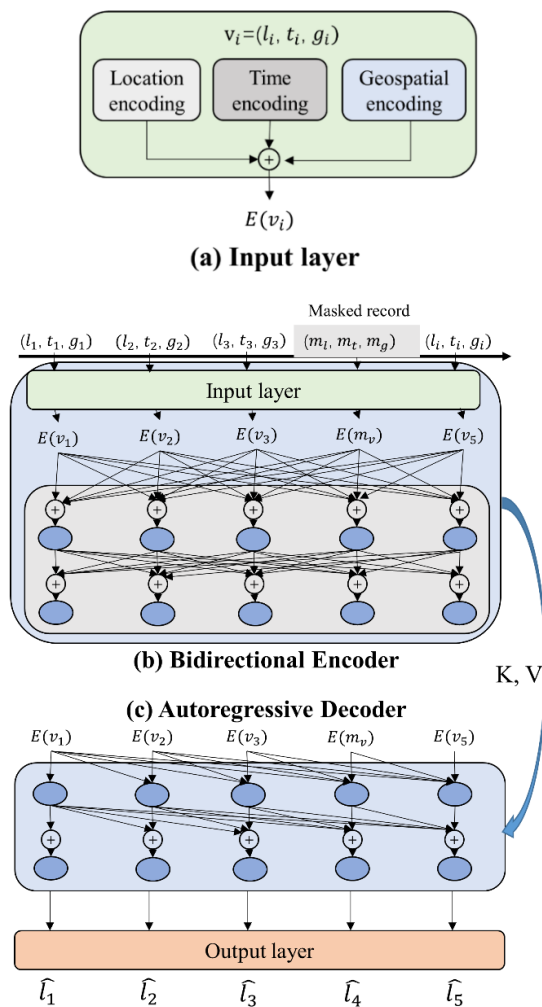 vᵢ=(lᵢ, tᵢ, gᵢ)
Location encoding
Time encoding
Geospatial encoding
+
E(vᵢ)
(a) Input layer
Masked record
(l₁, t₁, g₁) (l₂, t₂, g₂) (l₃, t₃, g₃) (mₗ, mₜ, m_g) (lᵢ, tᵢ, gᵢ)
Input layer
E(v₁) E(v₂) E(v₃) E(mᵥ) E(v₅)
+ + + + +
+ + + + +
(b) Bidirectional Encoder
K, V
(c) Autoregressive Decoder
E(v₁) E(v₂) E(v₃) E(mᵥ) E(v₅)
+ + + + +
Output layer
l̂₁ l̂₂ l̂₃ l̂₄ l̂₅